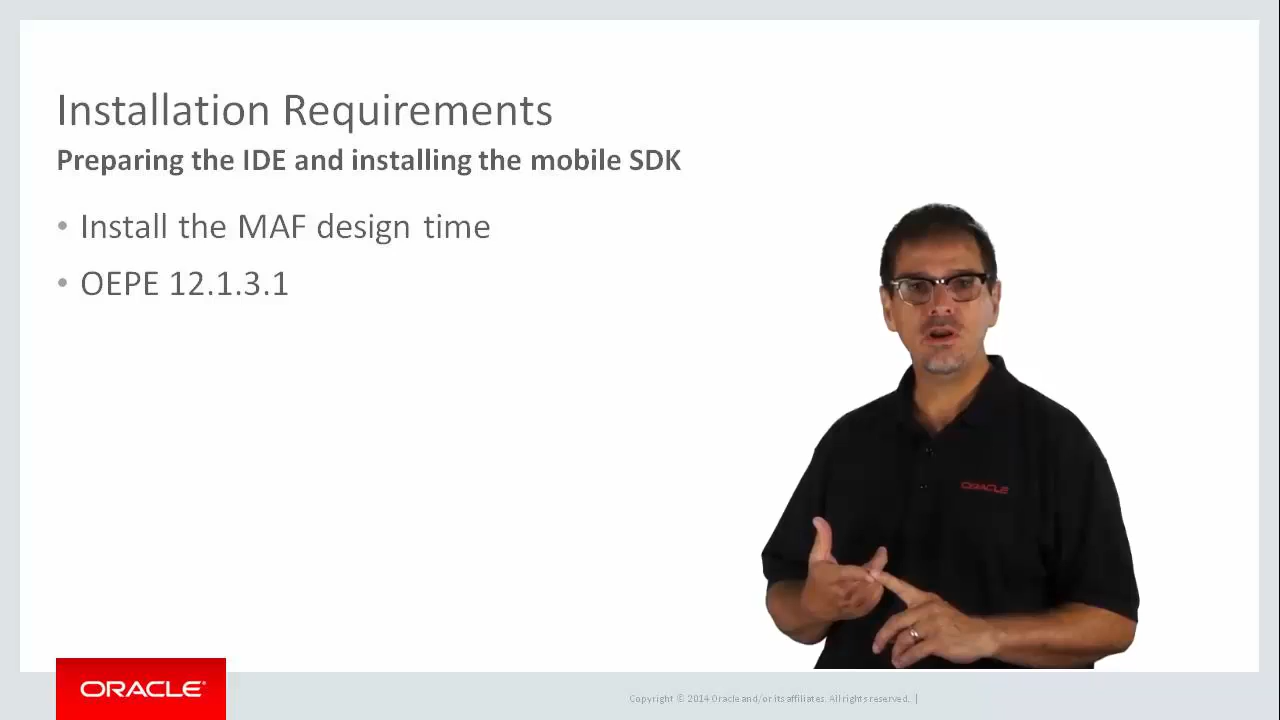 Installation Requirements
Preparing the IDE and installing the mobile SDK
• Install the MAF design time
• OEPE 12.1.3.1
ORACLE
ORACLE®
Copyright © 2014 Oracle and/or its affiliates. All rights reserved. |